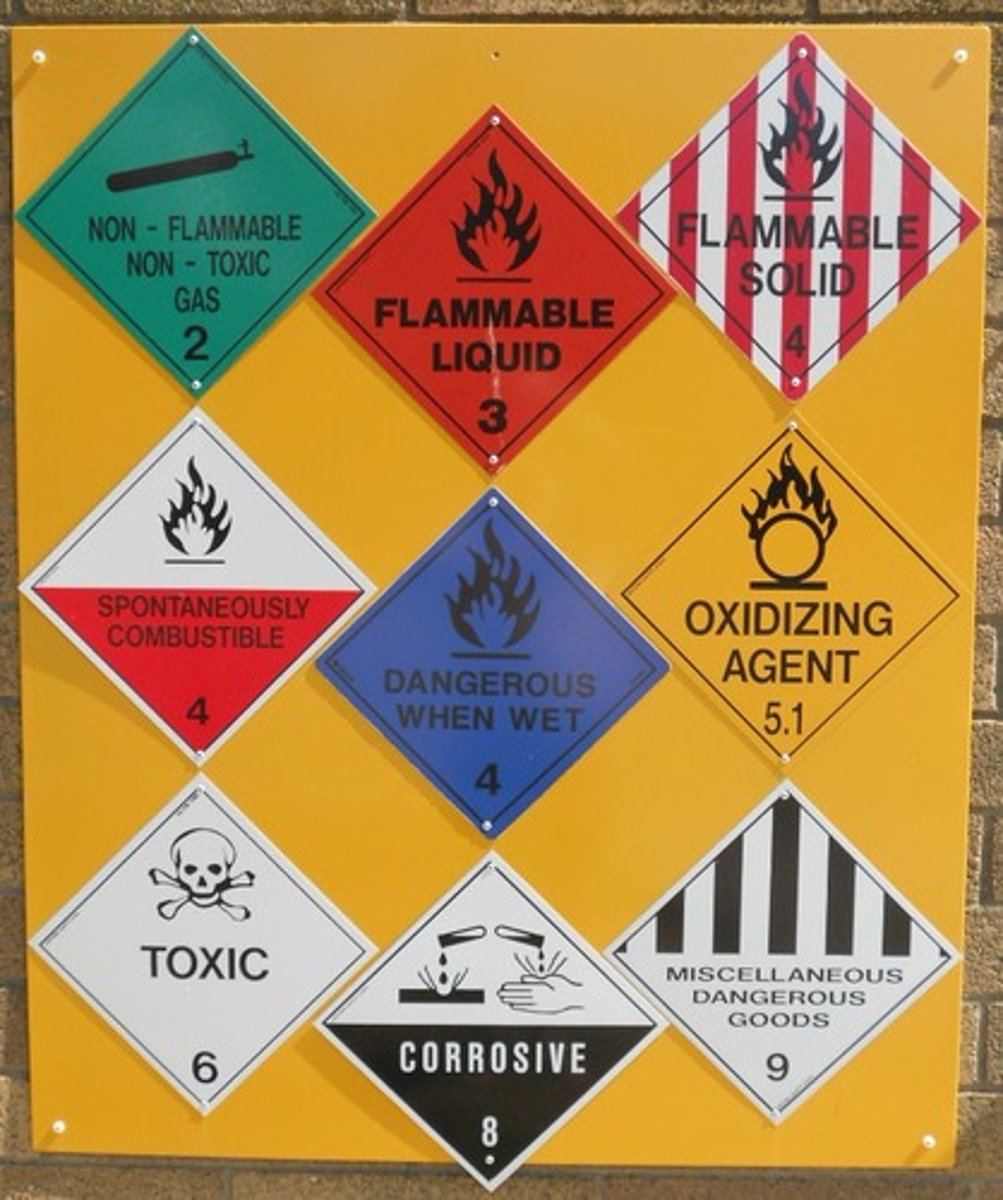 NON - FLAMMABLE
NON - TOXIC
GAS
2
FLAMMABLE
LIQUID
3
FLAMMABLE
SOLID
4
SPONTANEOUSLY
COMBUSTIBLE
4
DANGEROUS
WHEN WET
4
OXIDIZING
AGENT
5.1
TOXIC
6
CORROSIVE
8
MISCELLANEOUS
DANGEROUS
GOODS
9